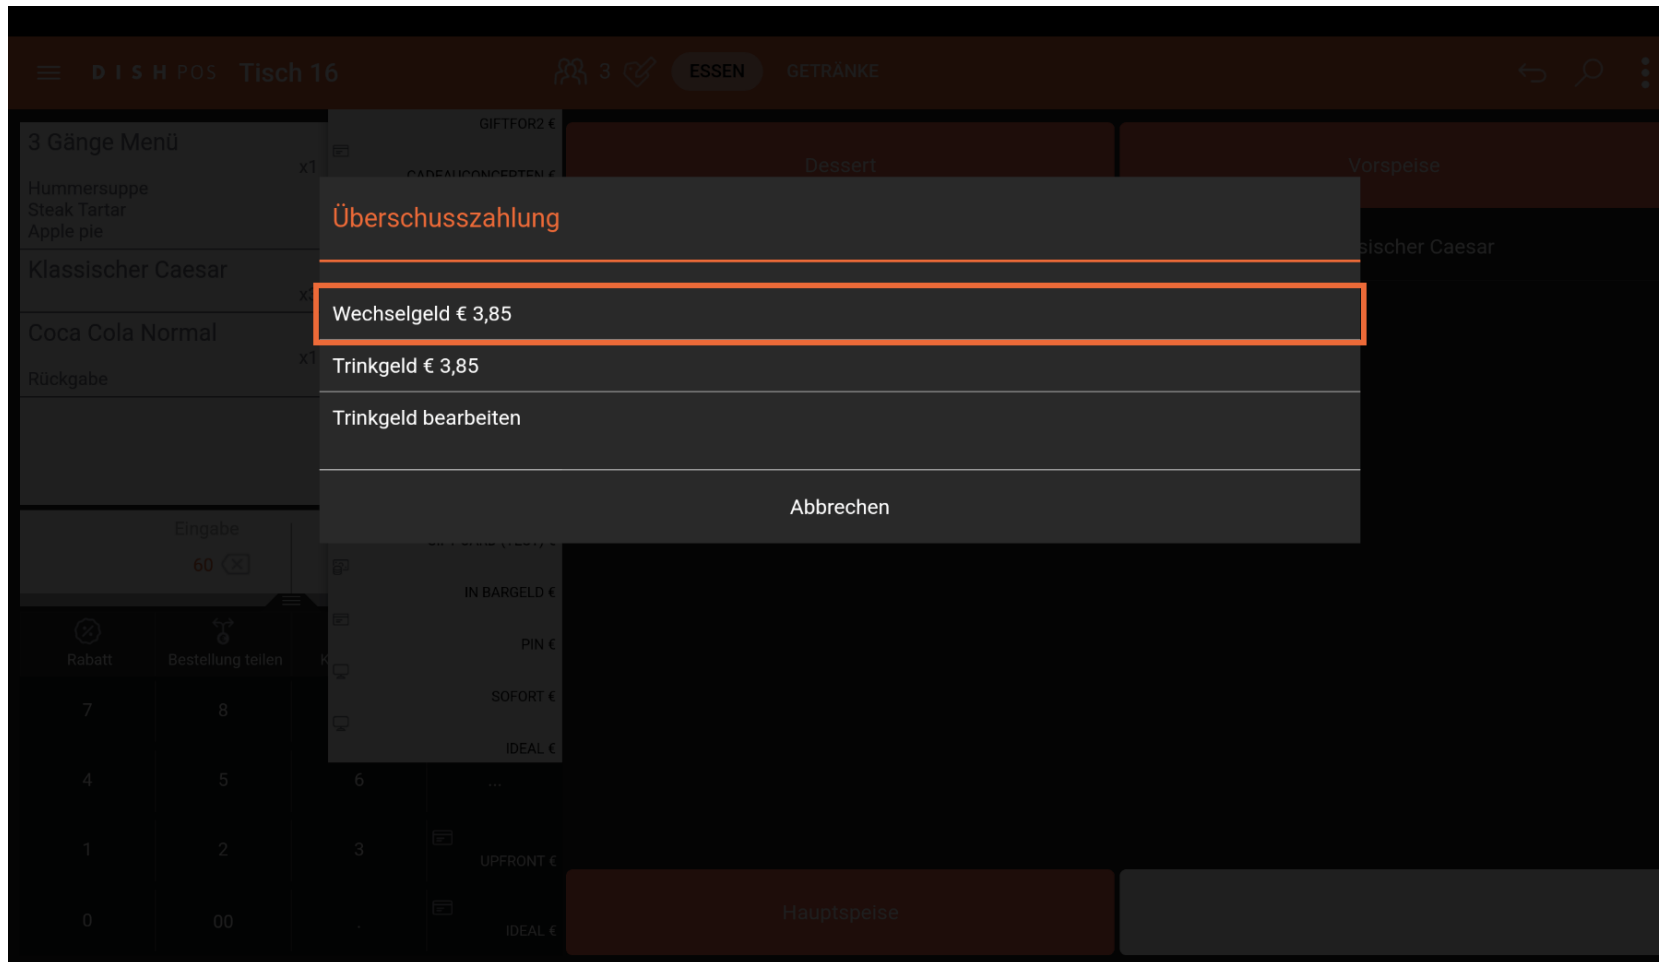 DISH POS Tisch 16
3
ESSEN
GETRÄNKE
3 Gänge Menü
x1
Hummersuppe
Steak Tartar
Apple pie
Klassischer Caesar
Coca Cola Normal
x1
Rückgabe
GIFTFOR2 €
CADEAUCONCERTEN €
Dessert
Vorspeise
sischer Caesar
Überschusszahlung
Wechselgeld € 3,85
Trinkgeld € 3,85
Trinkgeld bearbeiten
Abbrechen
Eingabe
60
IN BARGELD €
PIN €
SOFORT €
IDEAL €
Rabatt
Bestellung teilen
K
7
8
4
5
6
...
1
2
3
UPFRONT €
0
00
.
IDEAL €
Hauptspeise